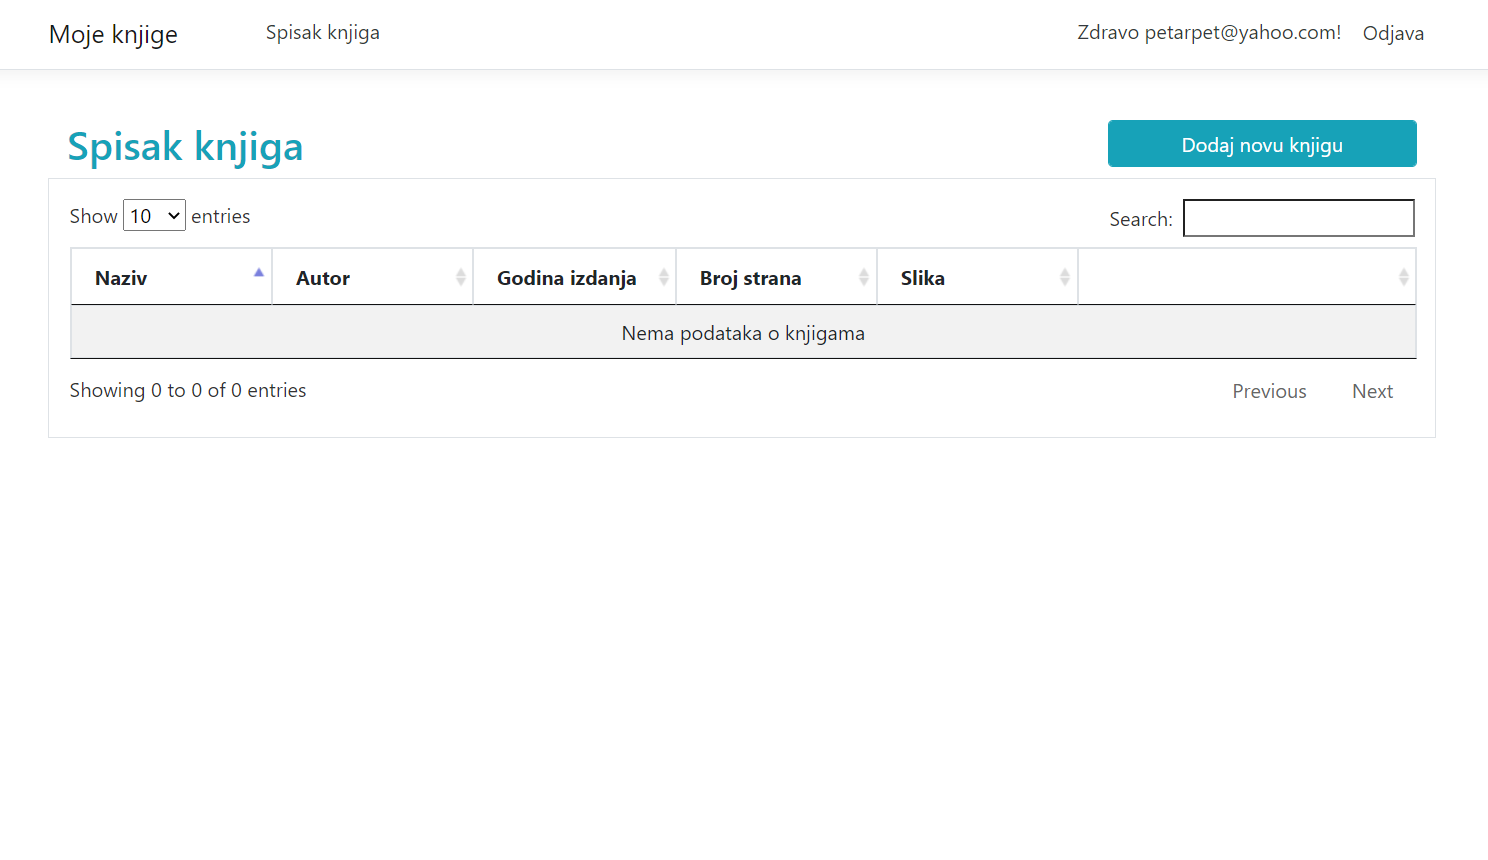 Moje knjige Spisak knjiga Zdravo petarpet@yahoo.com! Odjava
Spisak knjiga Dodaj novu knjigu
Show 10 entries Search:
Naziv Autor Godina izdanja Broj strana Slika
Nema podataka o knjigama
Showing 0 to 0 of 0 entries Previous Next